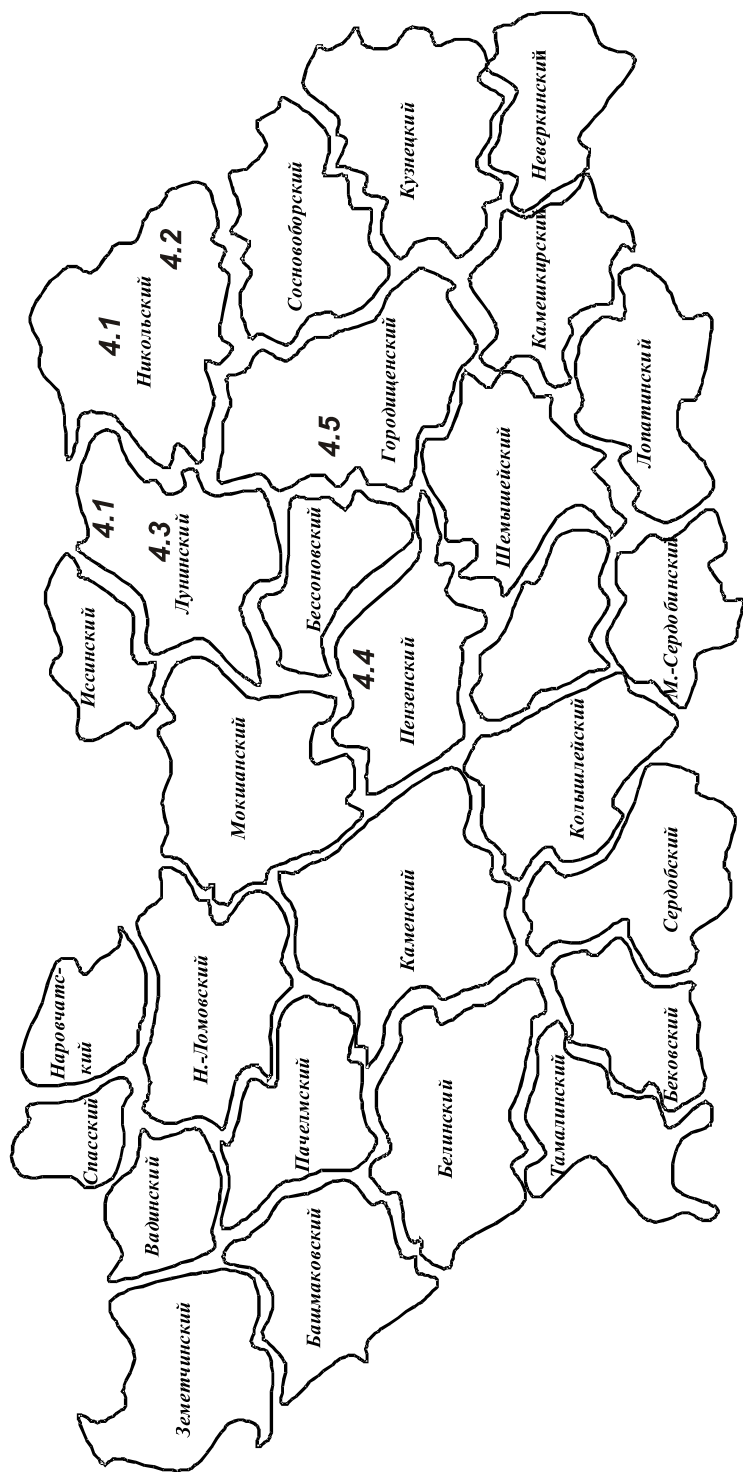 Земетчинский
Вадинский
Спасский
Наровчатс-
кий
Башмаковский
Пачелмский
Н.-Ломовский
Белинский
Тамалинский
Бековский
Каменский
Сердобский
Мокшанский
Иссинский
Колышлейский
Пензенский
4.4
М.-Сердобинский
Лунинский
4.3
4.1
Бессоновский
Шемышейский
Городищенский
4.5
Никольский
4.1
4.2
Лопатинский
Сосновоборский
Камешкирский
Кузнецкий
Неверкинский